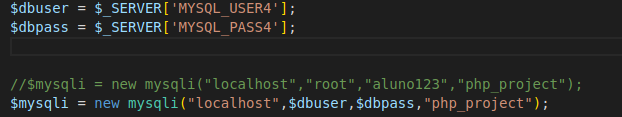 $dbuser = $_SERVER['MYSQL_USER4'];
$dbpass = $_SERVER['MYSQL_PASS4'];
//$mysqli = new mysqli("localhost","root","aluno123","php_project");
$mysqli = new mysqli("localhost",$dbuser,$dbpass,"php_project");